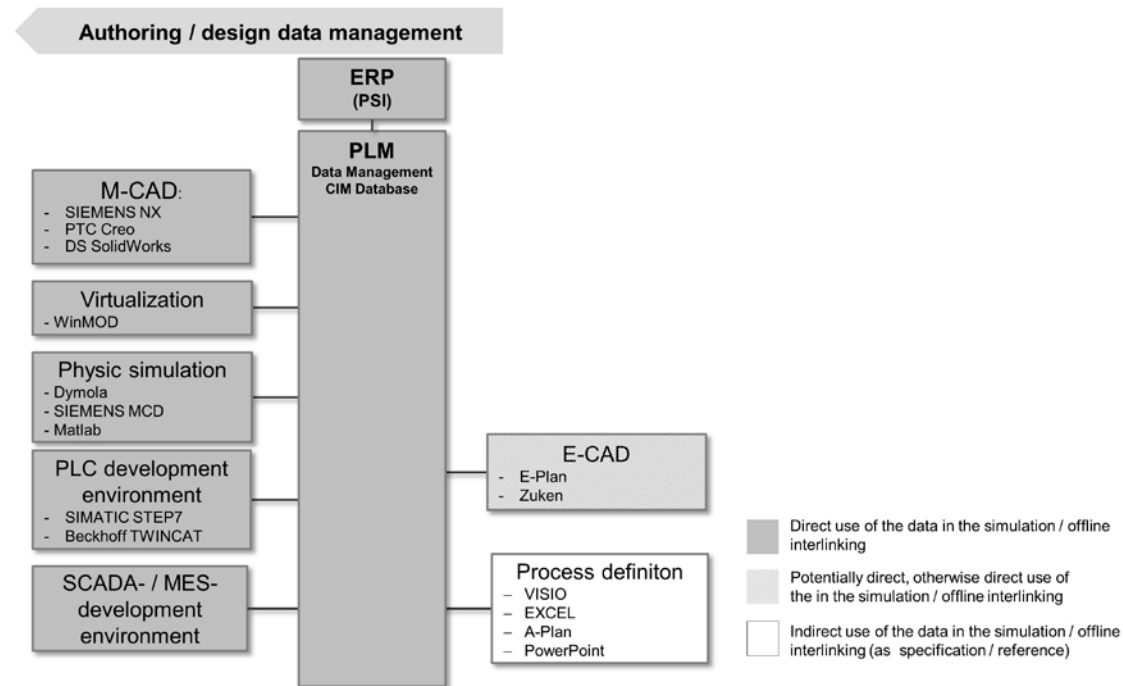 Authoring / design data management
ERP
(PSI)
PLM
Data Management
CIM Database
M-CAD:
- SIEMENS NX
- PTC Creo
- DS SolidWorks
Virtualization
- WinMOD
Physic simulation
- Dymola
- SIEMENS MCD
- Matlab
PLC development
environment
- SIMATIC STEP7
- Beckhoff TWINCAT
SCADA- / MES-
development
environment
E-CAD
- E-Plan
- Zuken
Process definiton
– VISIO
– EXCEL
– A-Plan
– PowerPoint
Direct use of the data in the simulation / offline
interlinking
Potentially direct, otherwise direct use of
the in the simulation / offline interlinking
Indirect use of the data in the simulation / offline
interlinking (as specification / reference)